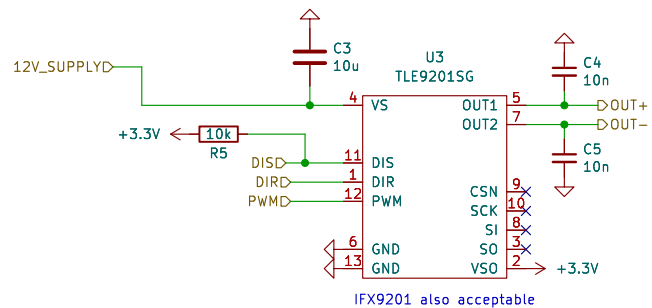 12V_SUPPLY
C3
10u
U3
TLE9201SG
C4
10n
4
VS
OUT1
5
OUT+
OUT2
7
OUT-
+3.3V
10k
R5
C5
10n
DIS
11
DIS
DIR
1
DIR
PWM
12
PWM
CSN
9
SCK
10
SI
8
6
GND
SO
3
13
GND
VSO
2
+3.3V
IFX9201 also acceptable